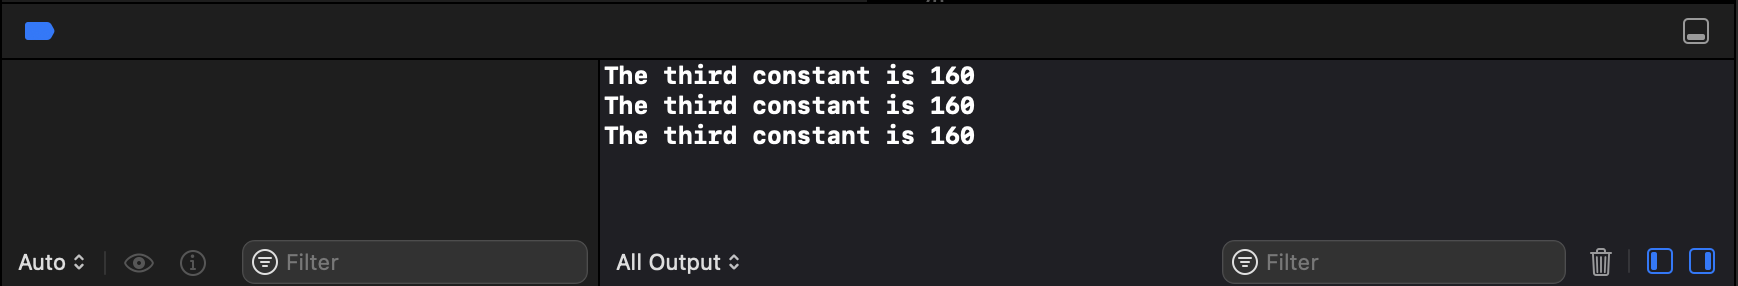 The third constant is 160
The third constant is 160
The third constant is 160
Auto
Filter
All Output
Filter